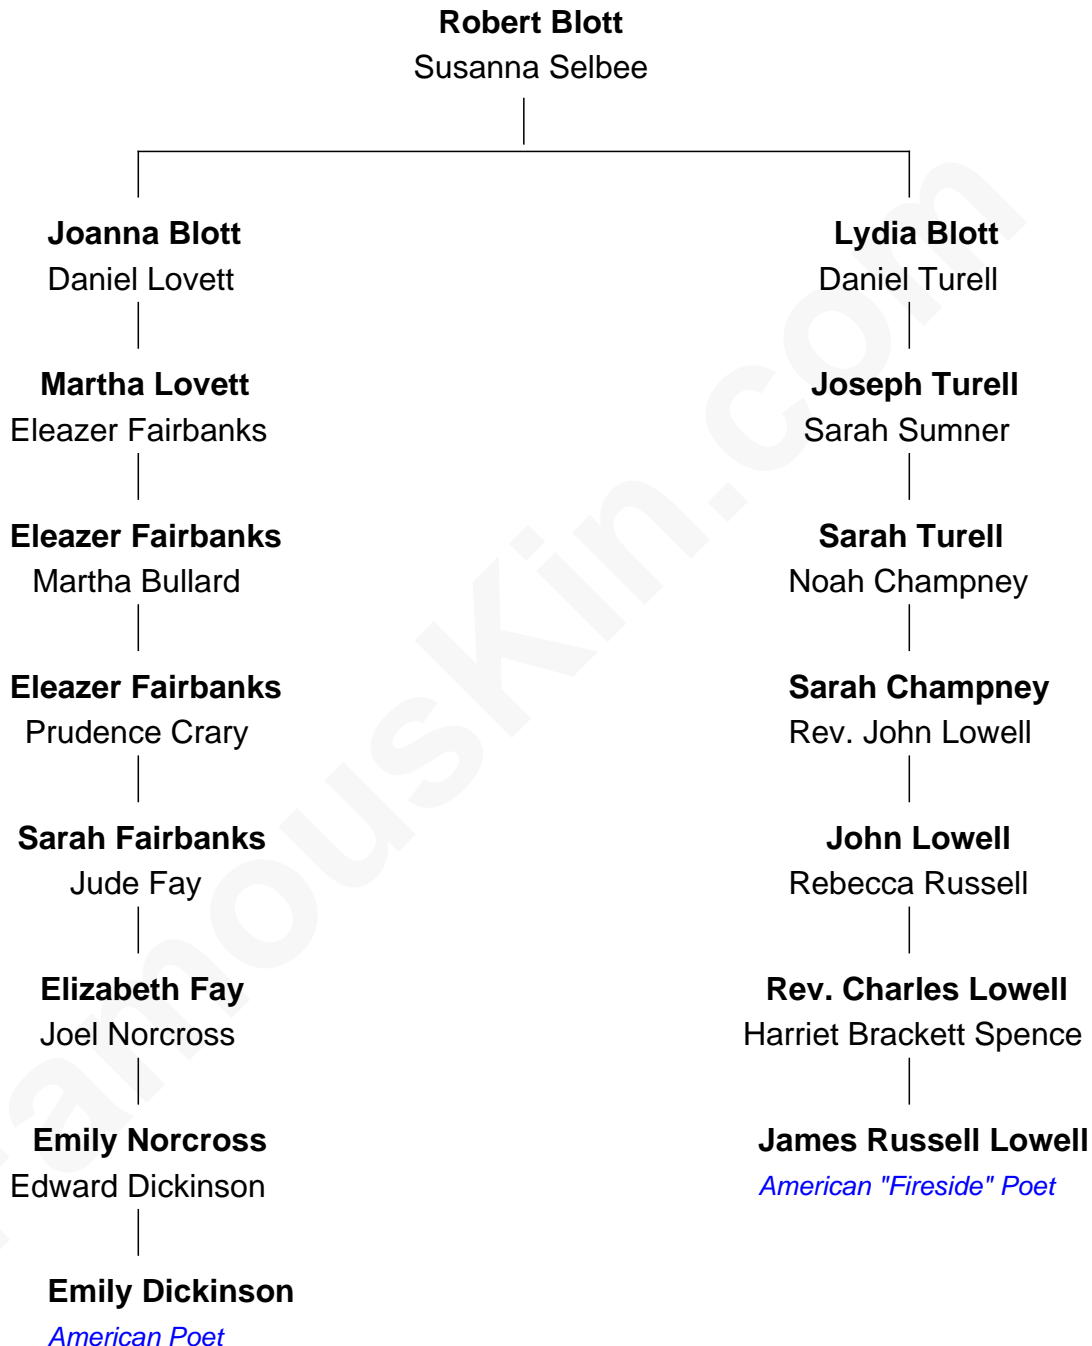 Robert Blott
Susanna Selbee
Joanna Blott
Daniel Lovett
Lydia Blott
Daniel Turell
Martha Lovett
Eleazer Fairbanks
Joseph Turell
Sarah Sumner
Eleazer Fairbanks
Martha Bullard
Sarah Turell
Noah Champney
Eleazer Fairbanks
Prudence Crary
Sarah Champney
Rev. John Lowell
Sarah Fairbanks
Jude Fay
John Lowell
Rebecca Russell
Elizabeth Fay
Joel Norcross
Rev. Charles Lowell
Harriet Brackett Spence
Emily Norcross
Edward Dickinson
James Russell Lowell
American "Fireside" Poet
Emily Dickinson
American Poet
FamousKin.com